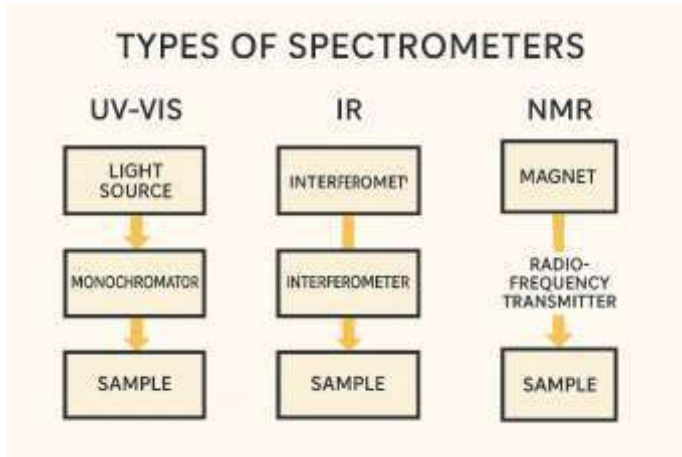 TYPES OF SPECTROMETERS
UV-VIS
LIGHT
SOURCE
MONOCHROMATOR
SAMPLE
IR
INTERFEROMET
INTERFEROMETER
SAMPLE
NMR
MAGNET
RADIO-
FREQUENCY
TRANSMITTER
SAMPLE